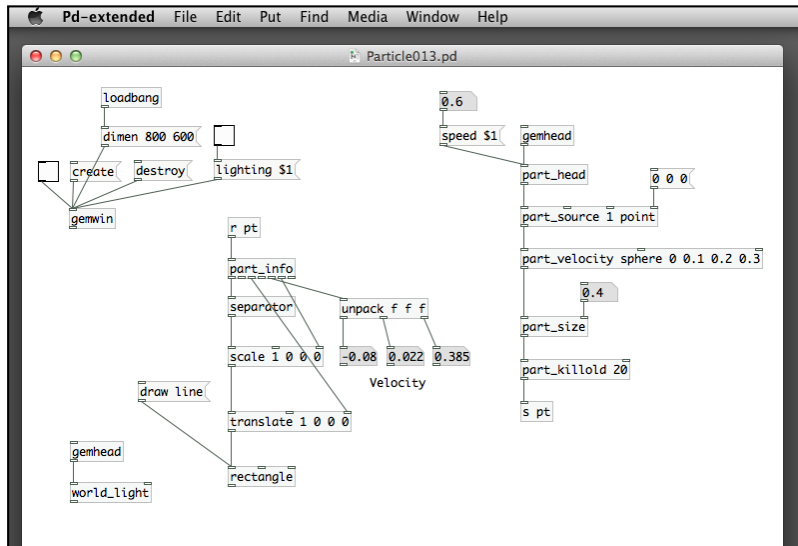 Pd-extended File Edit Put Find Media Window Help
Particle013.pd
loadbang
dimen 800 600
create
destroy
lighting $1
gemwin
r pt
part_info
separator
unpack f f f
scale 1 0 0 0
-0.08 0.022 0.385
Velocity
draw line
translate 1 0 0 0
gemhead
world_light
rectangle
0.6
speed $1
gemhead
part_head
0 0 0
part_source 1 point
part_velocity sphere 0 0.1 0.2 0.3
0.4
part_size
part_killold 20
s pt